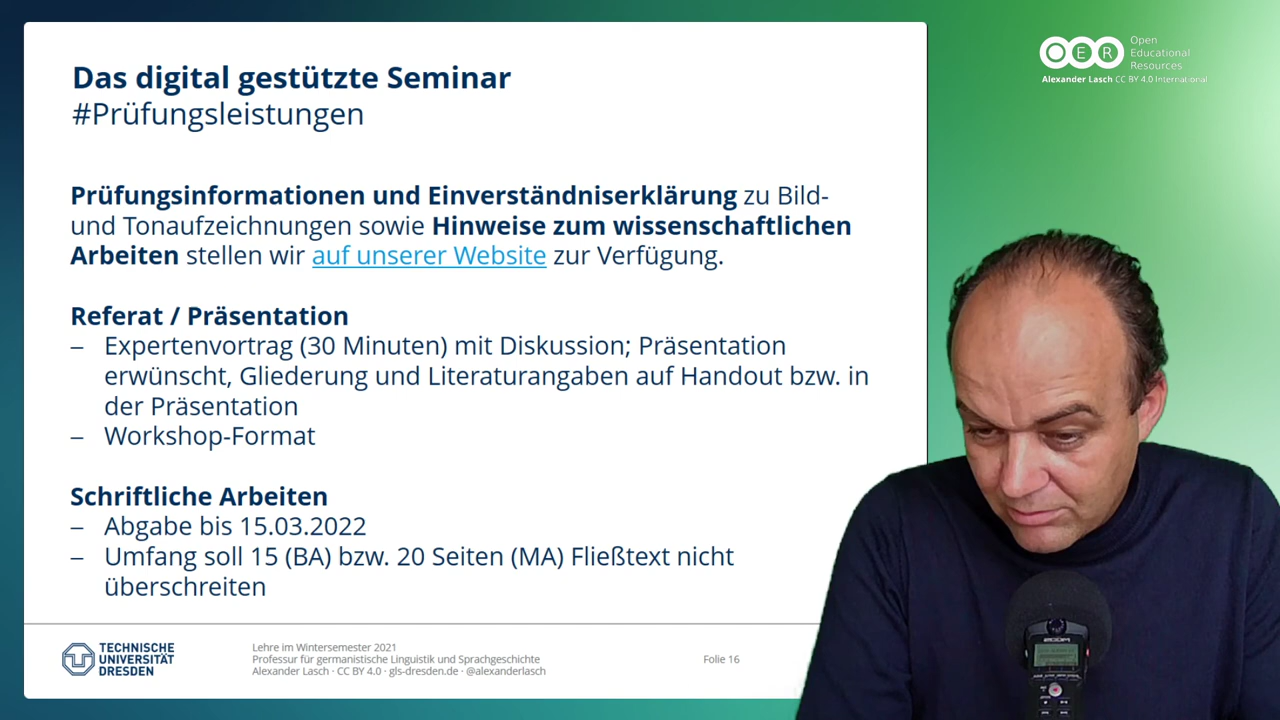 Das digital gestützte Seminar
#Prüfungsleistungen
Prüfungsinformationen und Einverständniserklärung zu Bild-
und Tonaufzeichnungen sowie Hinweise zum wissenschaftlichen
Arbeiten stellen wir auf unserer Website zur Verfügung.
Referat / Präsentation
– Expertenvortrag (30 Minuten) mit Diskussion; Präsentation
erwünscht, Gliederung und Literaturangaben auf Handout bzw. in
der Präsentation
– Workshop-Format
Schriftliche Arbeiten
– Abgabe bis 15.03.2022
– Umfang soll 15 (BA) bzw. 20 Seiten (MA) Fließtext nicht
überschreiten
TECHNISCHE
UNIVERSITÄT
DRESDEN
Lehre im Wintersemester 2021
Professur für germanistische Linguistik und Sprachgeschichte
Alexander Lasch · CC BY 4.0 · gls-dresden.de · @alexanderlasch
Folie 16
OER
Open
Educational
Resources
Alexander Lasch CC BY 4.0 International
zoom